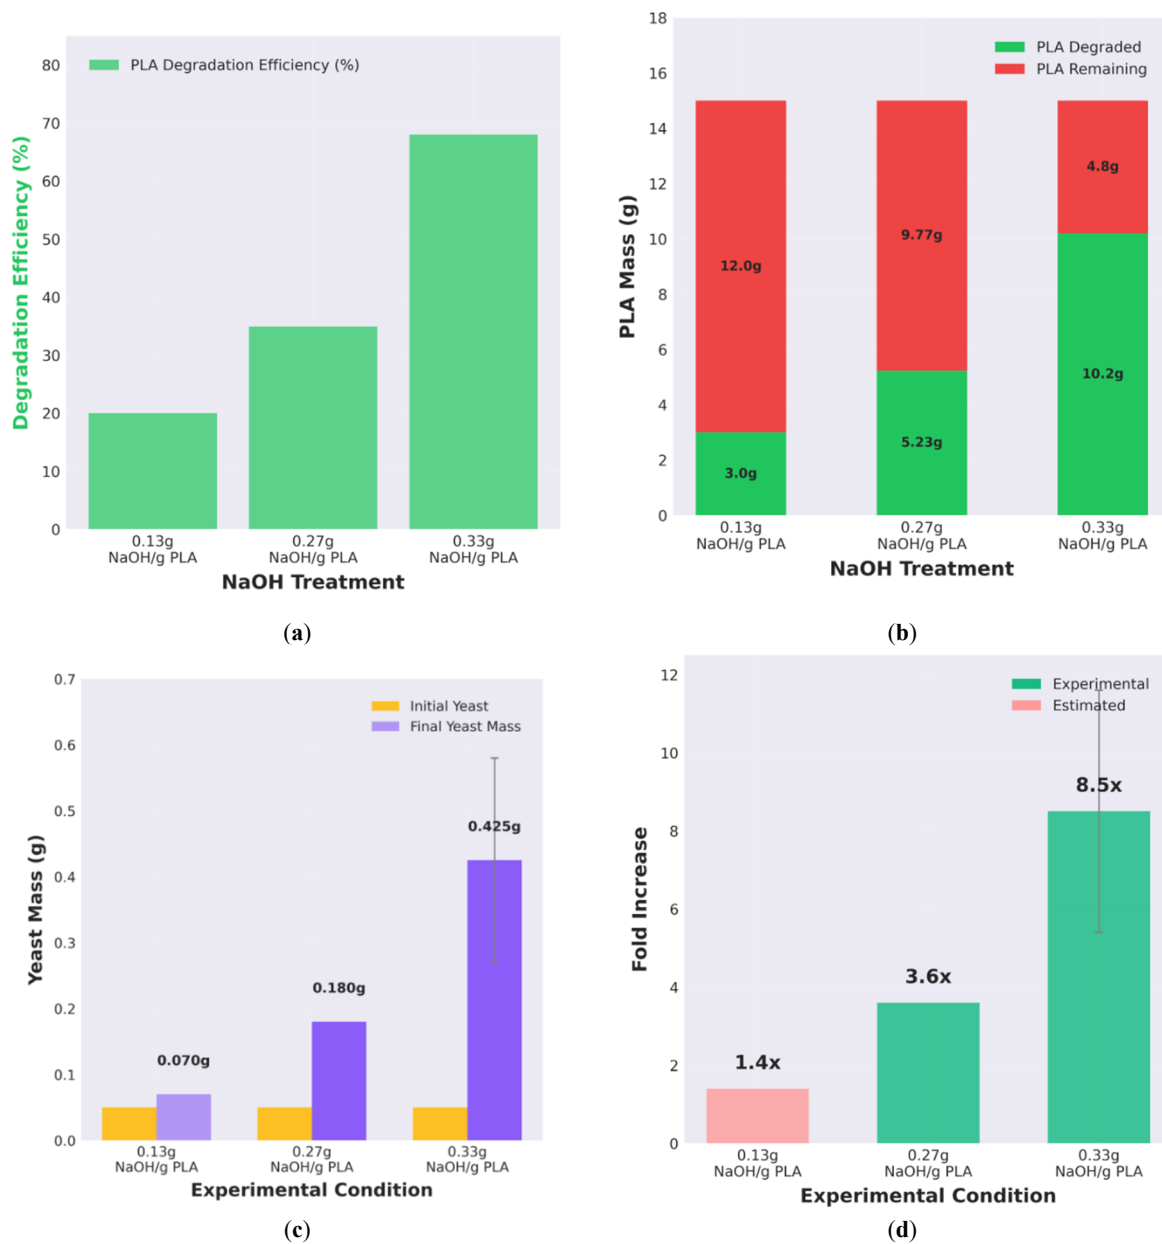 PLA Degradation Efficiency (%)
Degradation Efficiency (%)
80
70
60
50
40
30
20
10
0
0.13g
NaOH/g PLA
0.27g
NaOH/g PLA
0.33g
NaOH/g PLA
NaOH Treatment
(a)
PLA Degraded
PLA Remaining
PLA Mass (g)
18
16
14
12
10
8
6
4
2
0
12.0g
3.0g
9.77g
5.23g
4.8g
10.2g
0.13g
NaOH/g PLA
0.27g
NaOH/g PLA
0.33g
NaOH/g PLA
NaOH Treatment
(b)
Initial Yeast
Final Yeast Mass
Yeast Mass (g)
0.7
0.6
0.5
0.4
0.3
0.2
0.1
0.0
0.070g
0.180g
0.425g
0.13g
NaOH/g PLA
0.27g
NaOH/g PLA
0.33g
NaOH/g PLA
Experimental Condition
(c)
Experimental
Estimated
Fold Increase
12
10
8
6
4
2
0
1.4x
3.6x
8.5x
0.13g
NaOH/g PLA
0.27g
NaOH/g PLA
0.33g
NaOH/g PLA
Experimental Condition
(d)